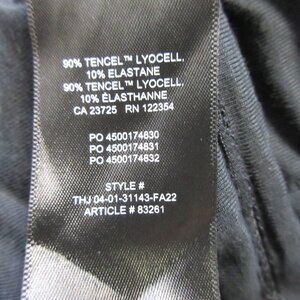 90% TENCEL™ LYOCELL,
10% ELASTANE
90% TENCEL™ LYOCELL,
10% ÉLASTHANNE
CA 23725 RN 122354
PO 4500174830
PO 4500174831
PO 4500174832
STYLE #
THJ 04-01-31143-FA22
ARTICLE # 83261